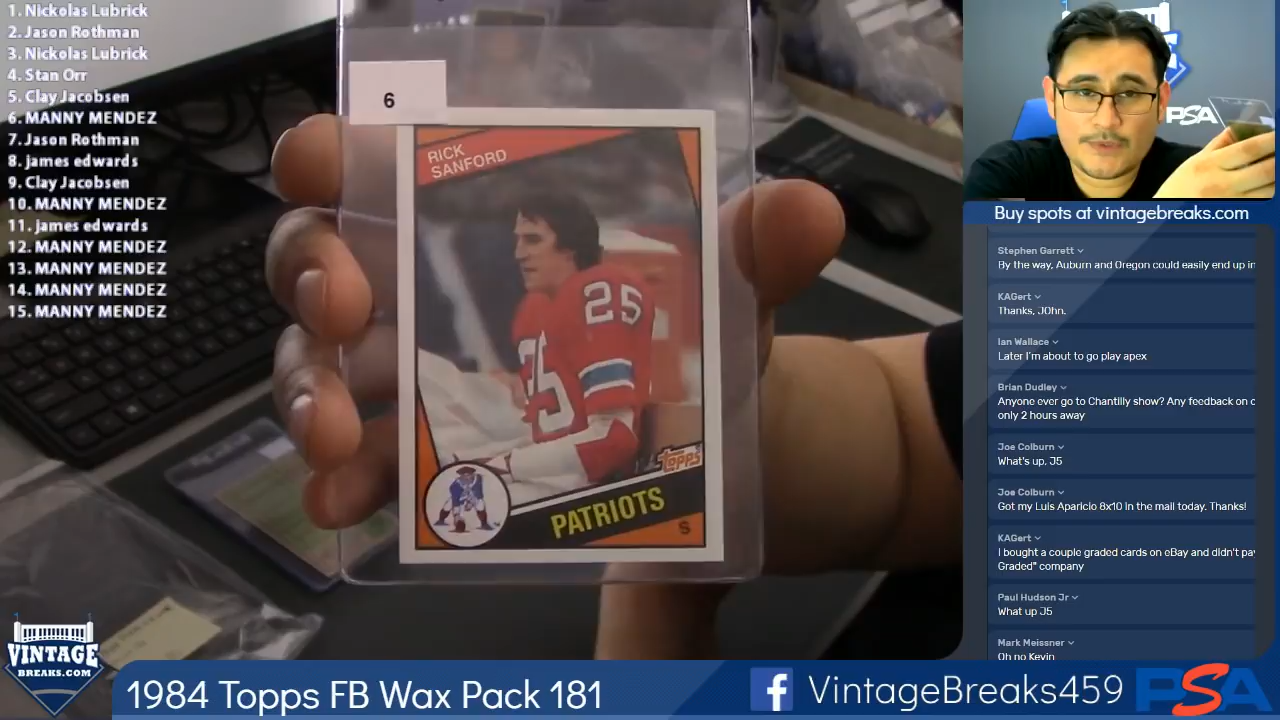 1. Nickolas Lubrick
2. Jason Rothman
3. Nickolas Lubrick
4. Stan Orr
5. Clay Jacobsen
6. MANNY MENDEZ
7. Jason Rothman
8. james edwards
9. Clay Jacobsen
10. MANNY MENDEZ
11. james edwards
12. MANNY MENDEZ
13. MANNY MENDEZ
14. MANNY MENDEZ
15. MANNY MENDEZ
6
RICK
SANFORD
25
25
topps
PATRIOTS
S
PSA
Buy spots at vintagebreaks.com
Stephen Garrett
By the way, Auburn and Oregon could easily end up in
KAGert
Thanks, JOhn.
Ian Wallace
Later I'm about to go play apex
Brian Dudley
Anyone ever go to Chantilly show? Any feedback on
only 2 hours away
Joe Colburn
What's up, J5
Joe Colburn
Got my Luis Aparicio 8x10 in the mail today. Thanks!
KAGert
I bought a couple graded cards on eBay and didn't pay
Graded" company
Paul Hudson Jr
What up J5
Mark Meissner
Oh no Kevin
VINTAGE
BREAKS.COM
1984 Topps FB Wax Pack 181
f VintageBreaks459
PSA